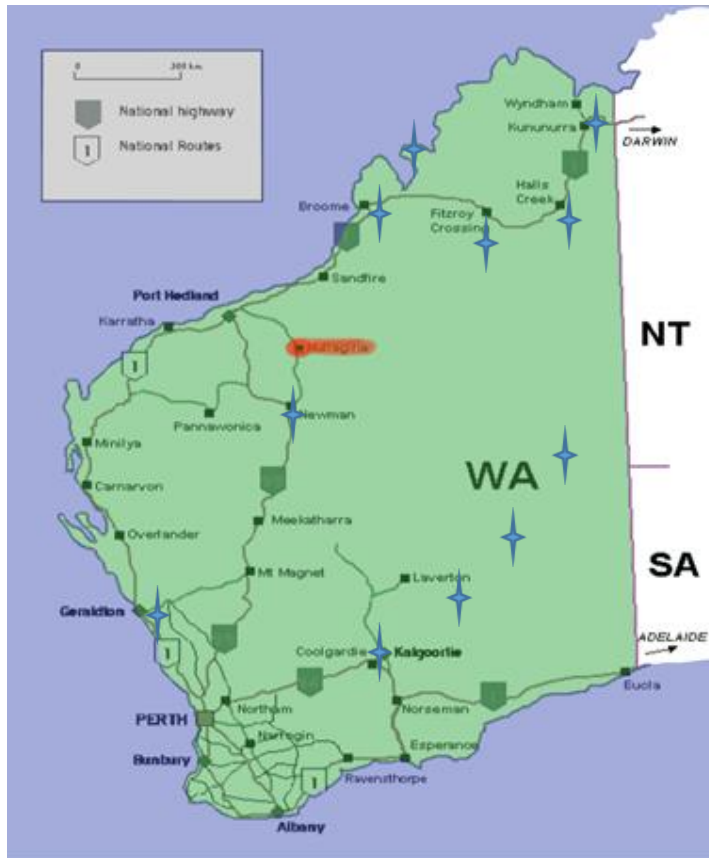 0 300 km
National highway
1 National Routes
Wyndham
Kununurra
DARWIN
Halls
Creek
Broome
Fitzroy
Crossing
Sandfire
Port Hedland
Karratha
NT
1
Newman
Pannawonica
Minilya
WA
Carnarvon
Meekatharra
Overlander
SA
Mt Magnet
Laverton
Geraldton
ADELAIDE
1
Coolgardie
Kalgoorlie
Eucla
Northam
Norseman
PERTH
Narrogin
Esperance
Bunbury
Ravensthorpe
1
Albany